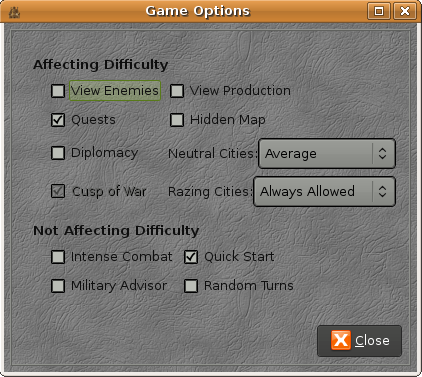 Game Options
Affecting Difficulty
View Enemies View Production
Quests Hidden Map
Diplomacy Neutral Cities: Average
Cusp of War Razing Cities: Always Allowed
Not Affecting Difficulty
Intense Combat Quick Start
Military Advisor Random Turns
Close